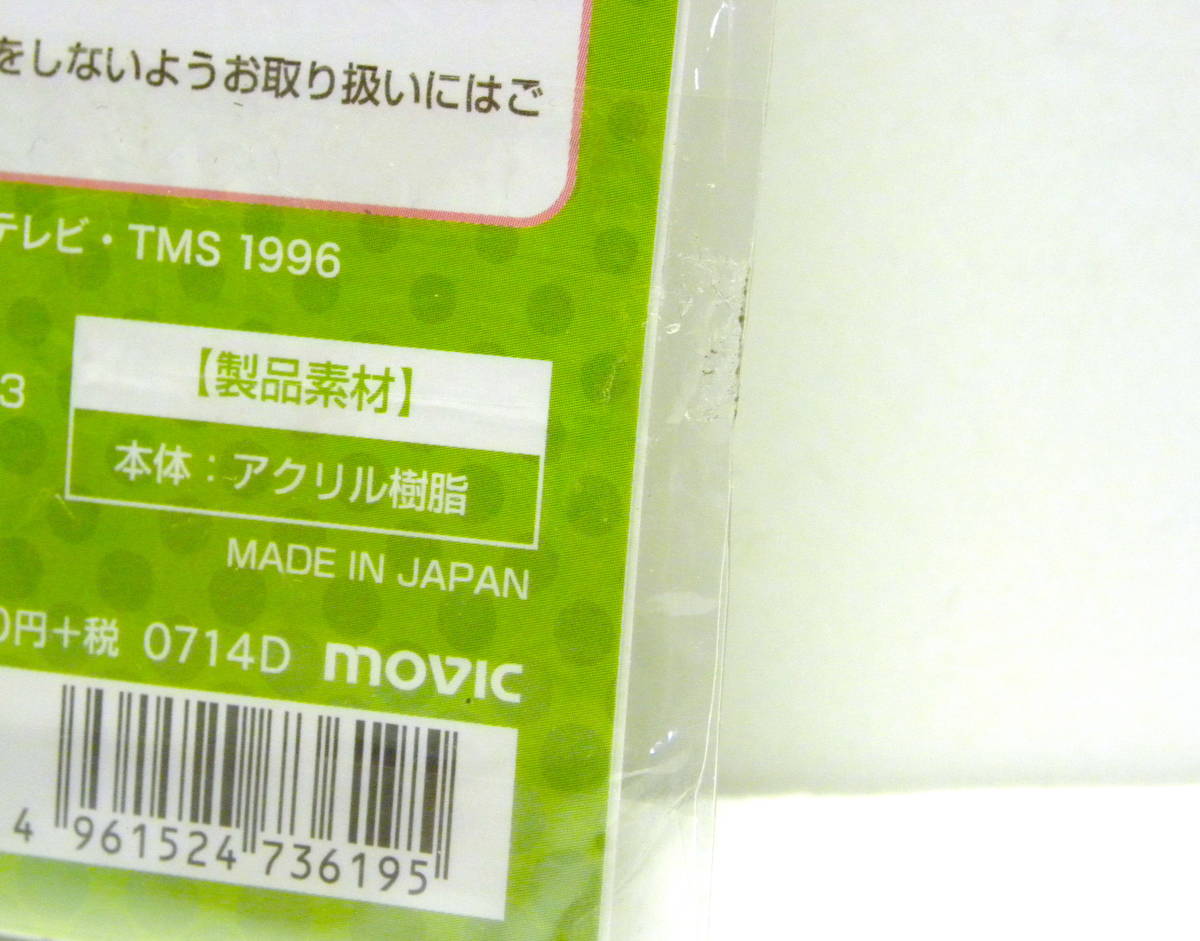 をしないようお取り扱いにはご
テレビ・TMS 1996
3
【製品素材】
本体：アクリル樹脂
MADE IN JAPAN
0円+税 0714D movic
4 961524 736195